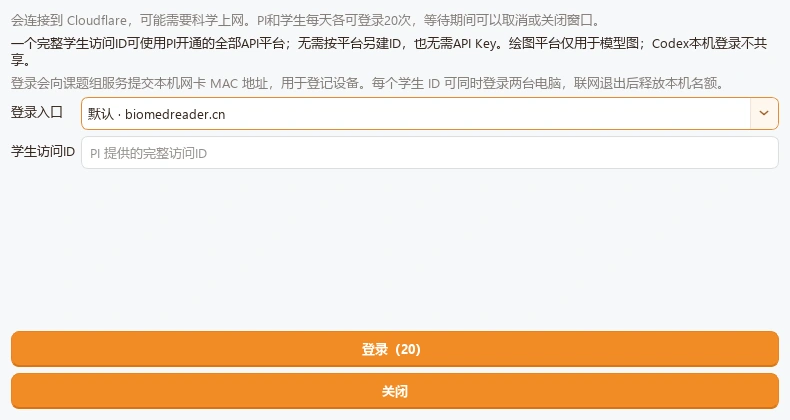 会连接到 Cloudflare，可能需要科学上网。PI和学生每天各可登录20次，等待期间可以取消或关闭窗口。
一个完整学生访问ID可使用PI开通的全部API平台；无需按平台另建ID，也无需API Key。绘图平台仅用于模型图；Codex本机登录不共
享。
登录会向课题组服务提交本机网卡 MAC 地址，用于登记设备。每个学生 ID 可同时登录两台电脑，联网退出后释放本机名额。
登录入口 默认 · biomedreader.cn
学生访问ID PI 提供的完整访问ID
登录（20）
关闭